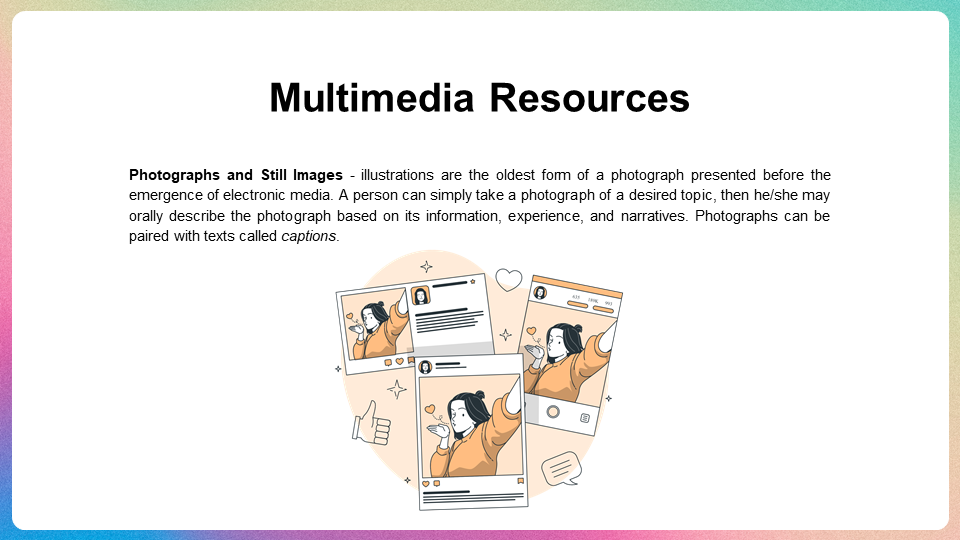 Multimedia Resources
Photographs and Still Images - illustrations are the oldest form of a photograph presented before the
emergence of electronic media. A person can simply take a photograph of a desired topic, then he/she may
orally describe the photograph based on its information, experience, and narratives. Photographs can be
paired with texts called captions.